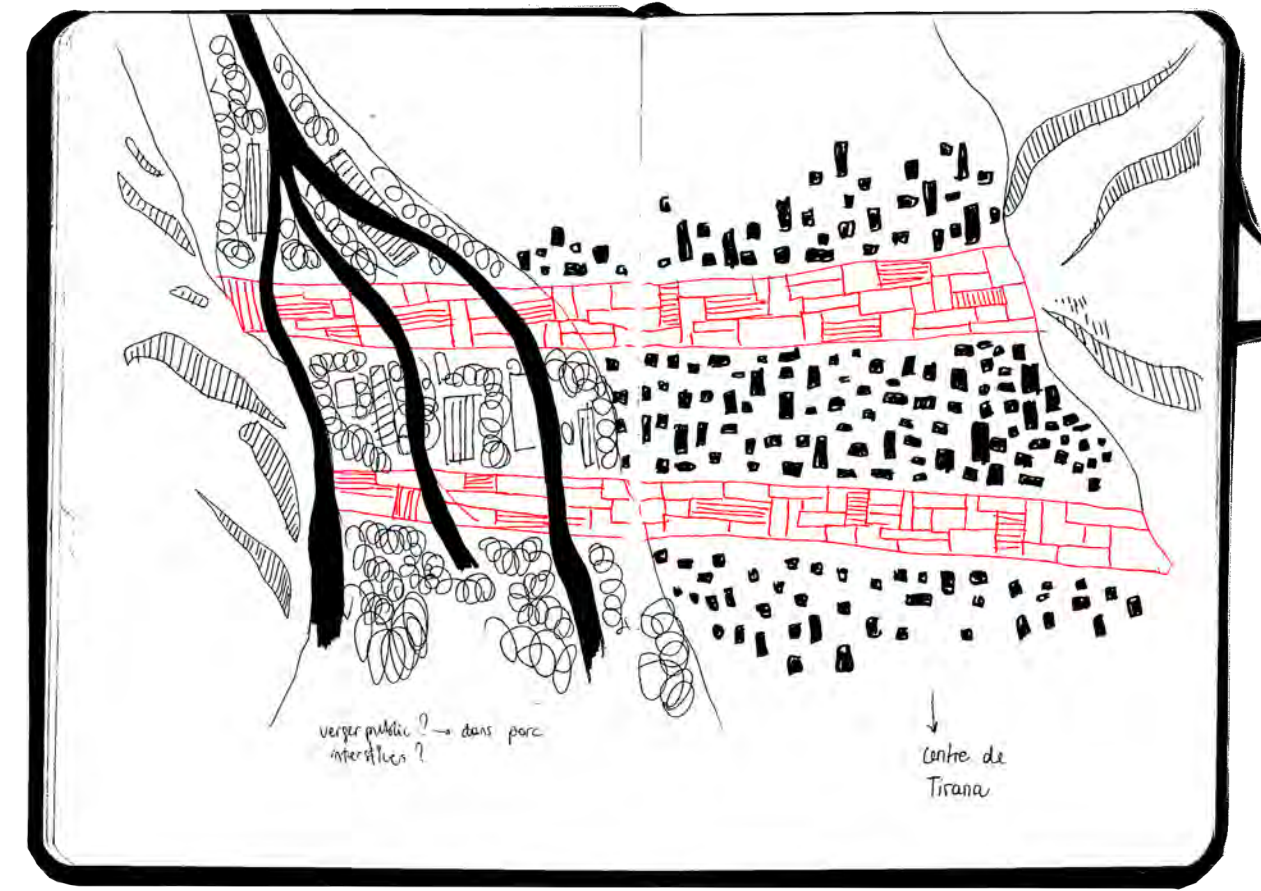 verger public ? → dans parc
interstices ?
centre de
Tirana